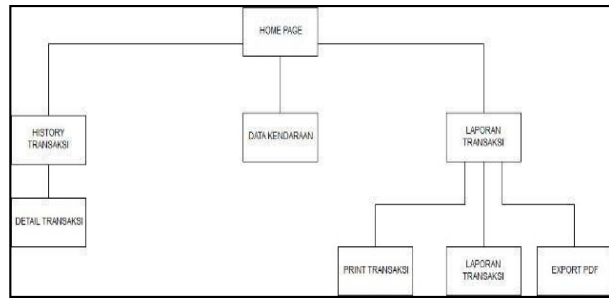 HOME PAGE
HISTORY
TRANSAKSI
DATA KENDARAAN
LAPORAN
TRANSAKSI
DETAIL TRANSAKSI
PRINT TRANSAKSI
LAPORAN
TRANSAKSI
EXPORT PDF